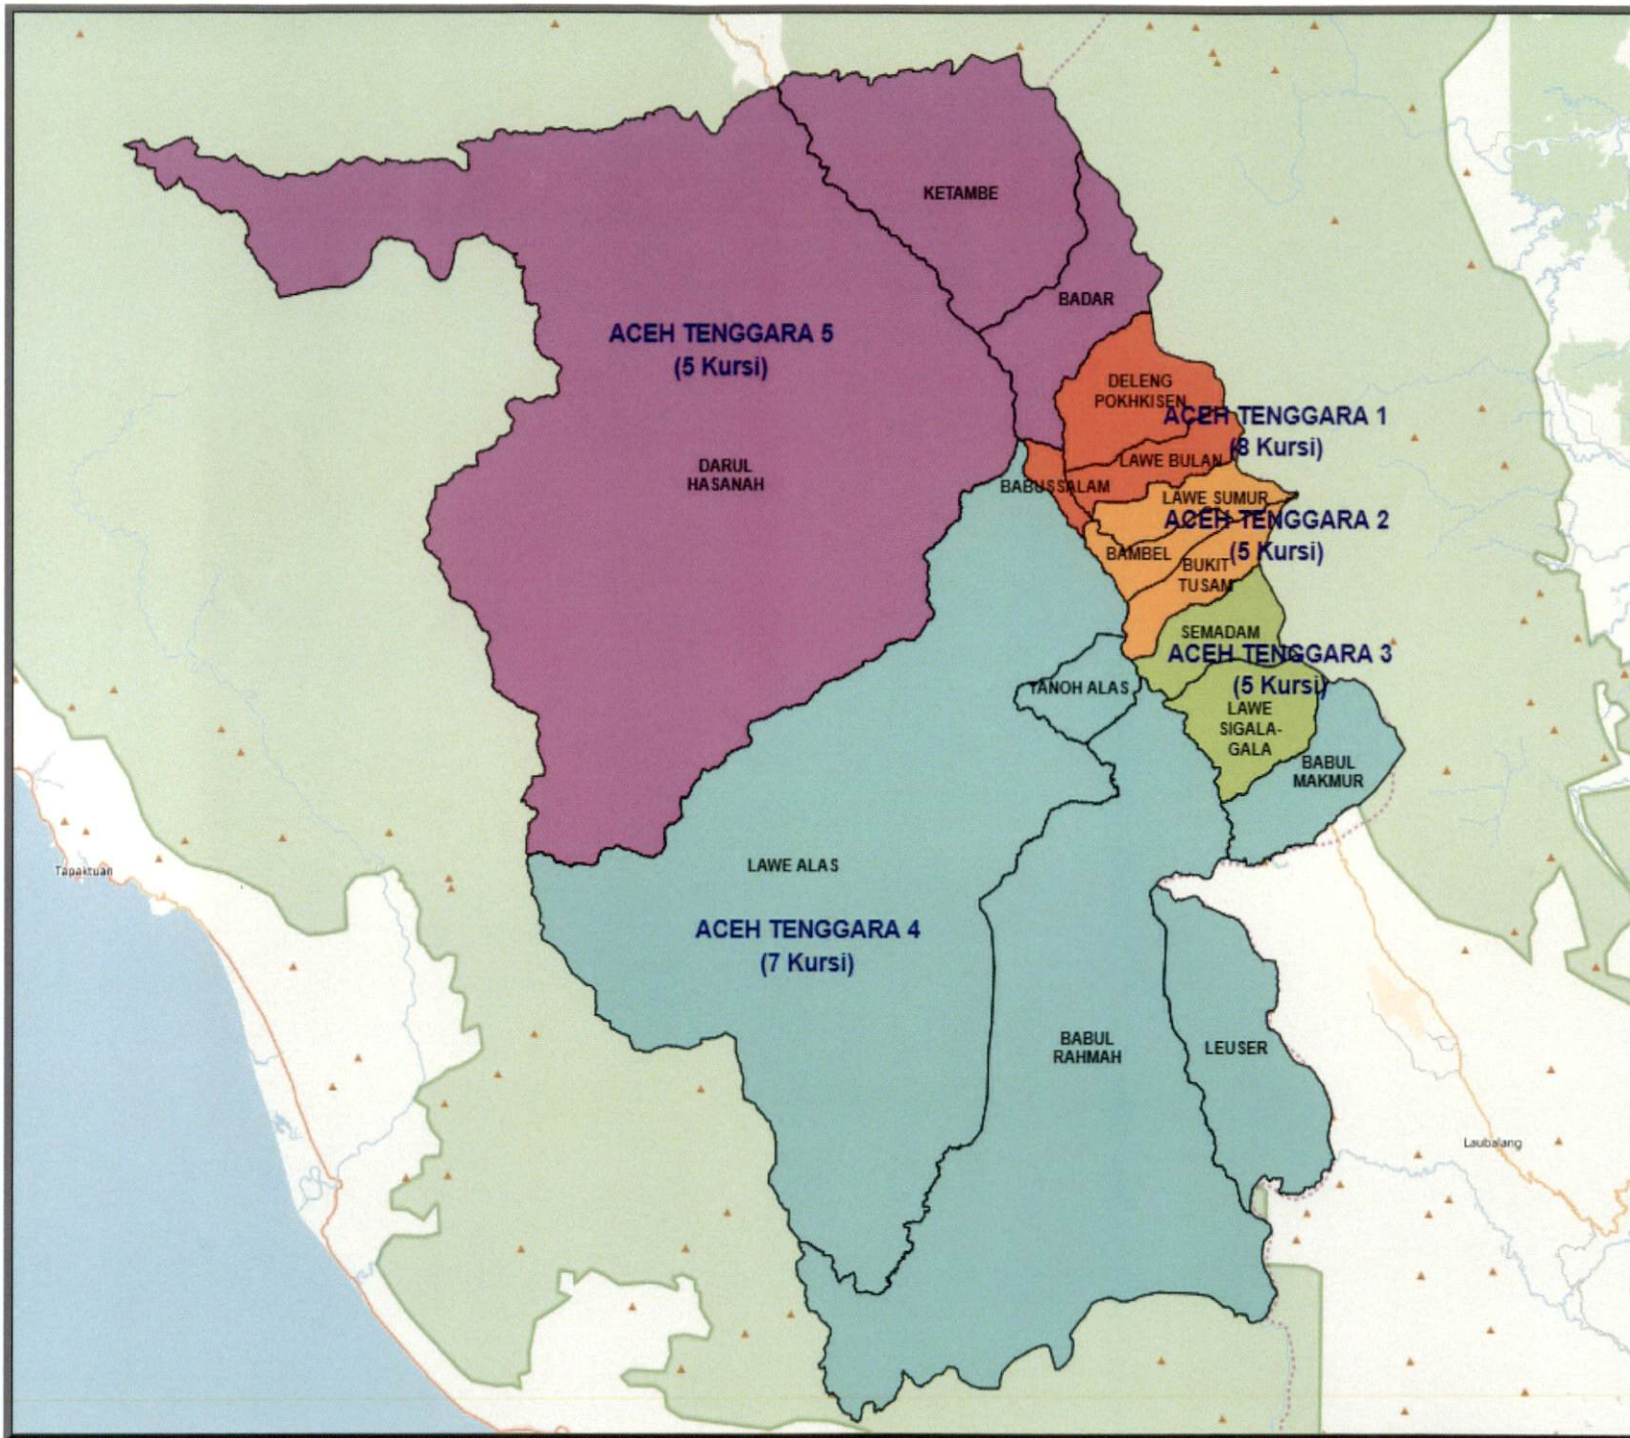 KETAMBE
BADAR
ACEH TENGGARA 5
(5 Kursi)
DELENG
POKHKISEN
ACEH TENGGARA 1
(8 Kursi)
DARUL
HASANAH
LAWE BULAN
BABUSSALAM
LAWE SUMUR
ACEH TENGGARA 2
(5 Kursi)
BAMBEL
BUKIT
TUSAM
SEMADAM
ACEH TENGGARA 3
(5 Kursi)
TANOH ALAS
LAWE
SIGALA-
GALA
BABUL
MAKMUR
LAWE ALAS
Tapaktuan
ACEH TENGGARA 4
(7 Kursi)
BABUL
RAHMAH
LEUSER
Laubalang